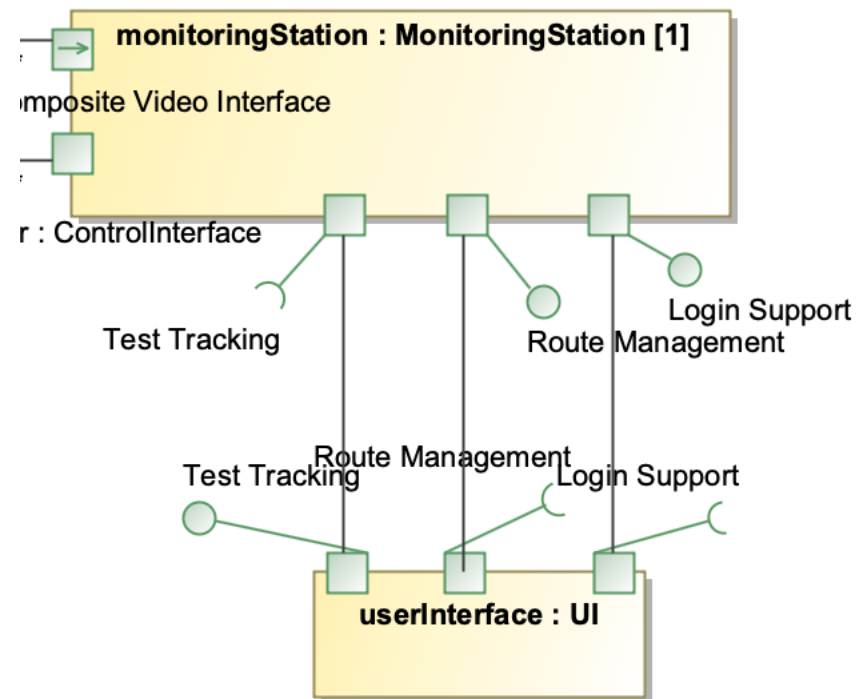 monitoringStation : MonitoringStation [1]
omposite Video Interface
r : ControlInterface
Login Support
Test Tracking
Route Management
Route Management
Test Tracking
Login Support
userInterface : UI